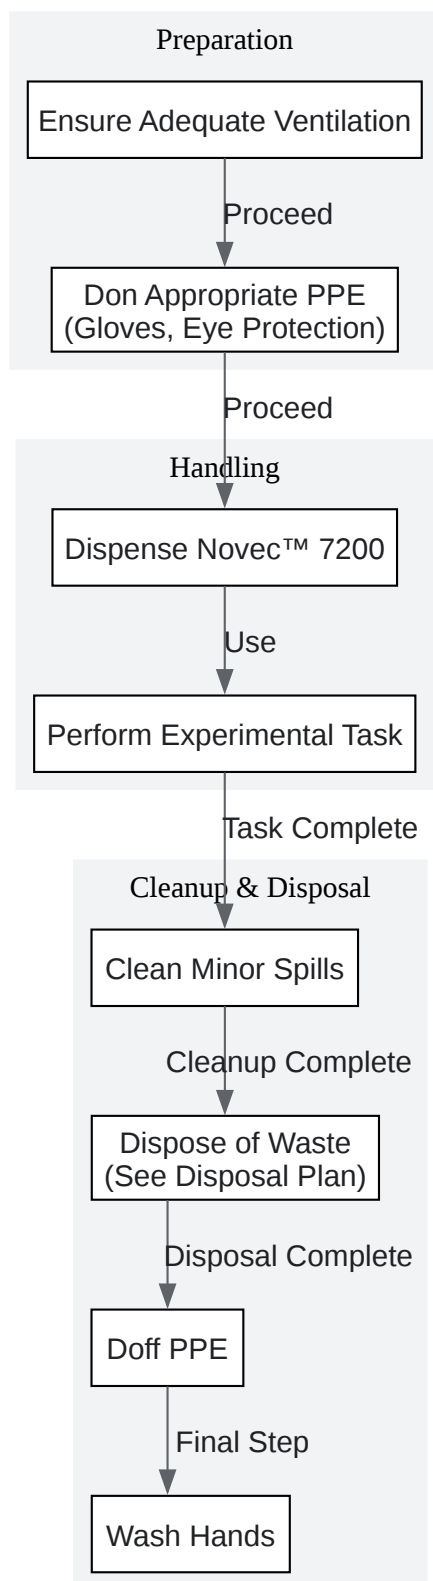 Preparation
Ensure Adequate Ventilation
Proceed
Don Appropriate PPE
(Gloves, Eye Protection)
Proceed
Handling
Dispense Novec™ 7200
Use
Perform Experimental Task
Task Complete
Cleanup & Disposal
Clean Minor Spills
Cleanup Complete
Dispose of Waste
(See Disposal Plan)
Disposal Complete
Doff PPE
Final Step
Wash Hands